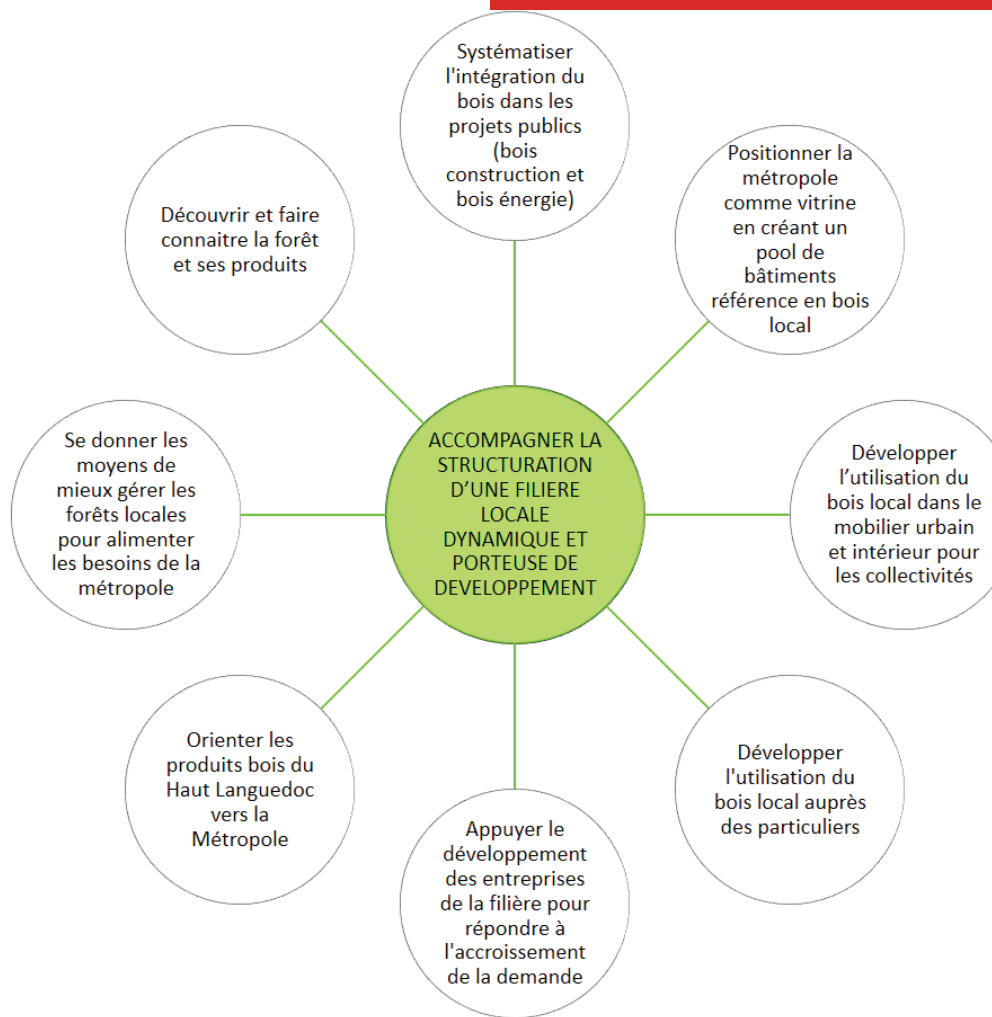 Systématiser
l'intégration du
bois dans les
projets publics
(bois
construction et
bois énergie)
Positionner la
métropole
comme vitrine
en créant un
pool de
bâtiments
référence en bois
local
Développer
l’utilisation du
bois local dans le
mobilier urbain
et intérieur pour
les collectivités
Développer
l'utilisation du
bois local auprès
des particuliers
Appuyer le
développement
des entreprises
de la filière pour
répondre à
l'accroissement
de la demande
Orienter les
produits bois du
Haut Languedoc
vers la
Métropole
Se donner les
moyens de
mieux gérer les
forêts locales
pour alimenter
les besoins de la
métropole
Découvrir et faire
connaitre la forêt
et ses produits
ACCOMPAGNER LA
STRUCTURATION
D’UNE FILIERE
LOCALE
DYNAMIQUE ET
PORTEUSE DE
DEVELOPPEMENT